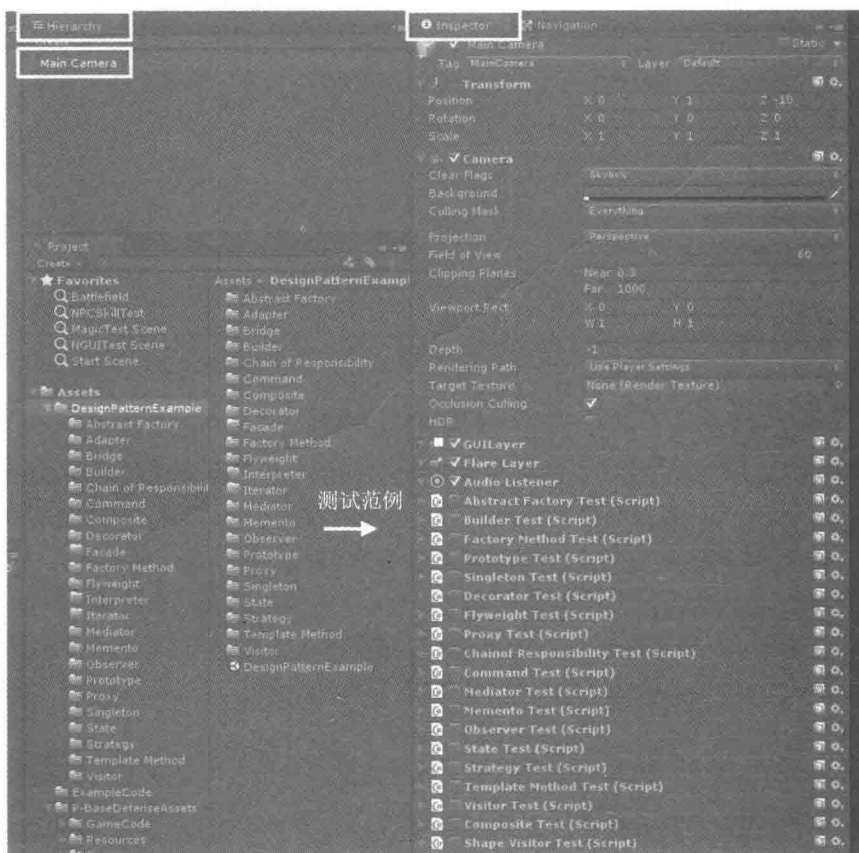 Hierarchy
Create
Main Camera
Project
Create
Favorites
Battlefield
NPCSkillTest
MagicTest Scene
NGUITest Scene
Start Scene
Assets
DesignPatternExample
Abstract Factory
Adapter
Bridge
Builder
Chain of Responsibili
Command
Composite
Decorator
Facade
Factory Method
Flyweight
Interpreter
Iterator
Mediator
Memento
Observer
Prototype
Proxy
Singleton
State
Strategy
Template Method
Visitor
ExampleCode
P-BaseDefenseAssets
GameCode
Resources
Assets ▸ DesignPatternExampl
Abstract Factory
Adapter
Bridge
Builder
Chain of Responsibility
Command
Composite
Decorator
Facade
Factory Method
Flyweight
Interpreter
Iterator
Mediator
Memento
Observer
Prototype
Proxy
Singleton
State
Strategy
Template Method
Visitor
DesignPatternExample
测试范例
Inspector Navigation
Main Camera Static
Tag MainCamera Layer Default
Transform
Position X 0 Y 1 Z -10
Rotation X 0 Y 0 Z 0
Scale X 1 Y 1 Z 1
Camera
Clear Flags Skybox
Background
Culling Mask Everything
Projection Perspective
Field of View 60
Clipping Planes Near 0.3
Far 1000
Viewport Rect X 0 Y 0
W 1 H 1
Depth -1
Rendering Path Use Player Settings
Target Texture None (Render Texture)
Occlusion Culling
HDR
GUILayer
Flare Layer
Audio Listener
Abstract Factory Test (Script)
Builder Test (Script)
Factory Method Test (Script)
Prototype Test (Script)
Singleton Test (Script)
Decorator Test (Script)
Flyweight Test (Script)
Proxy Test (Script)
Chainof Responsibility Test (Script)
Command Test (Script)
Mediator Test (Script)
Memento Test (Script)
Observer Test (Script)
State Test (Script)
Strategy Test (Script)
Template Method Test (Script)
Visitor Test (Script)
Composite Test (Script)
Shape Visitor Test (Script)